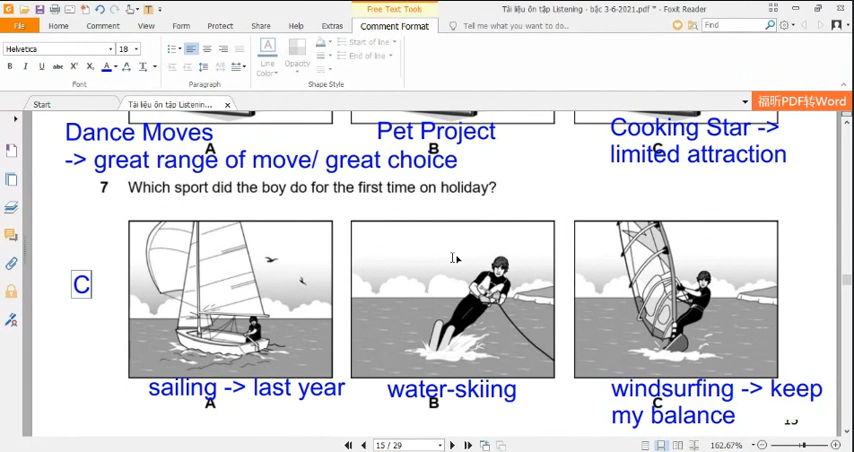 Free Text Tools
Tài liệu ôn tập Listening - bậc 3-6-2021.pdf * - Foxit Reader
File Home Comment View Form Protect Share Help Extras Comment Format Tell me what you want to do... Find
Helvetica 18 Start of line
End of line
B I U abc X² X₂ A A T Line Color Opacity
Font Paragraph Shape Style
Start Tài liệu ôn tập Listenin... 福昕PDF转Word
Dance Moves Pet Project Cooking Star ->
A B C
-> great range of move/ great choice limited attraction
7 Which sport did the boy do for the first time on holiday?
C
sailing -> last year water-skiing windsurfing -> keep
A B C
my balance
15
15 / 29 162.67%